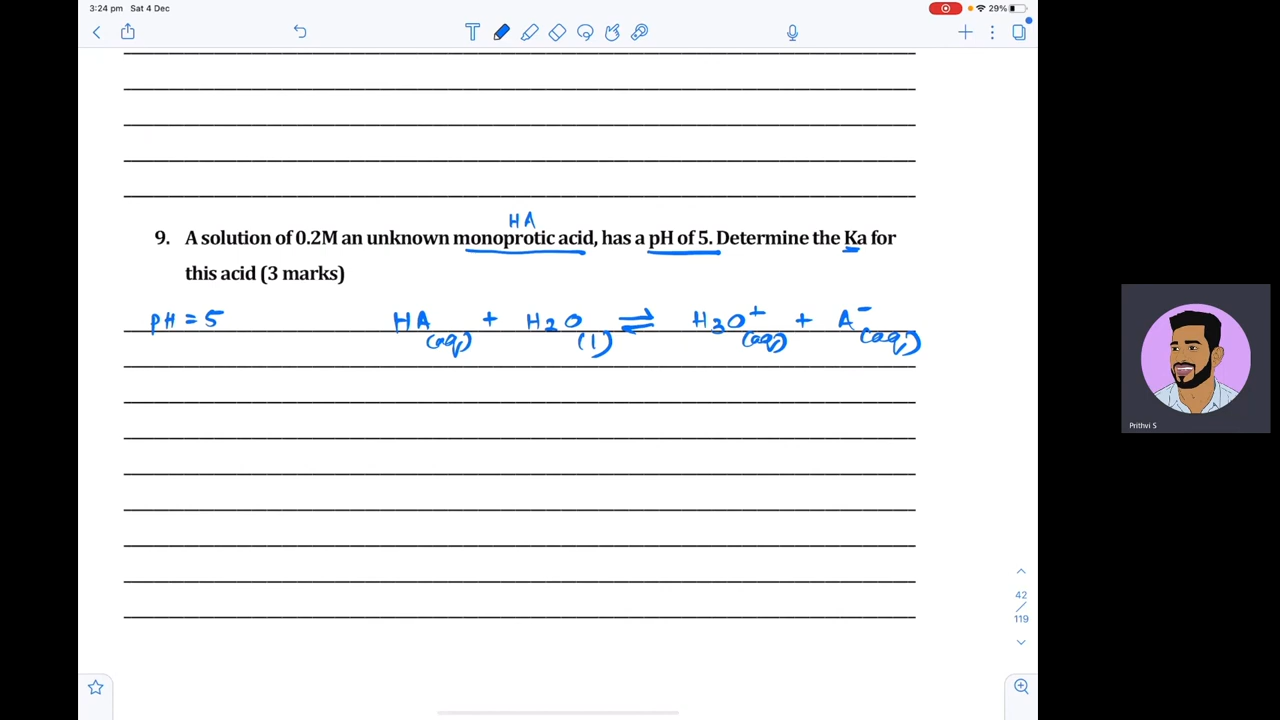 3:24 pm Sat 4 Dec
29%
T
HA
9. A solution of 0.2M an unknown monoprotic acid, has a pH of 5. Determine the Ka for
this acid (3 marks)
pH = 5 HA(aq) + H2O(l) ⇌ H3O+(aq) + A-(aq)
Prithvi S
42
/
119